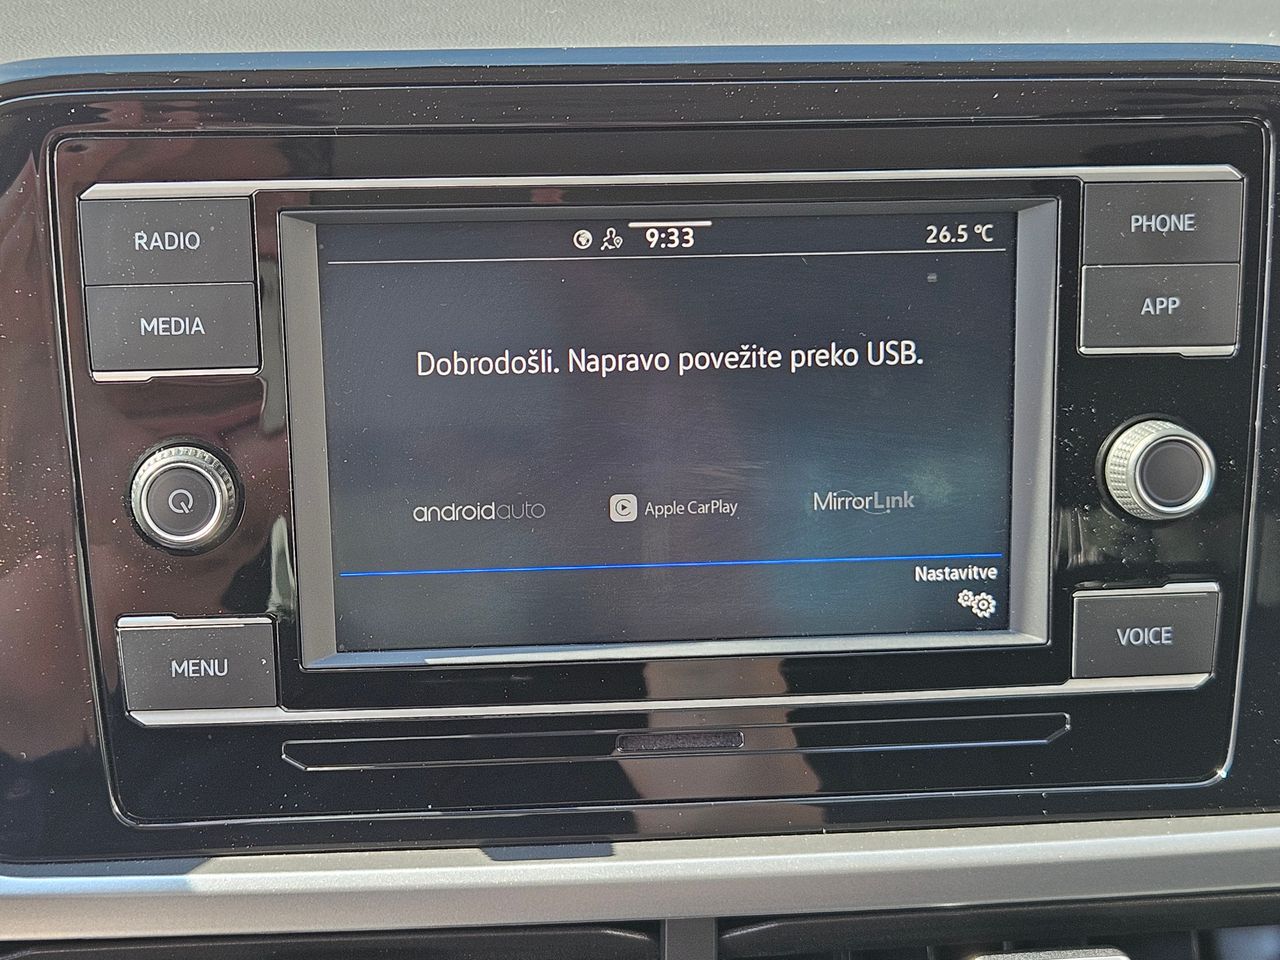 RADIO
MEDIA
MENU
9:33
26.5 °C
Dobrodošli. Napravo povežite preko USB.
androidauto
Apple CarPlay
MirrorLink
Nastavitve
PHONE
APP
VOICE